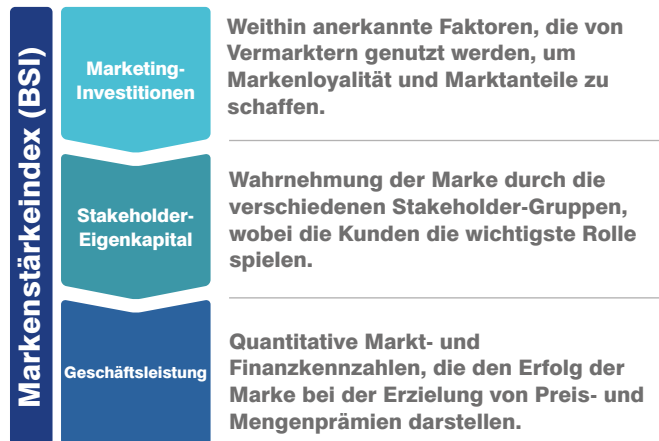 Markenstärkeindex (BSI)
Marketing-
Investitionen
Weithin anerkannte Faktoren, die von
Vermarktern genutzt werden, um
Markenloyalität und Marktanteile zu
schaffen.
Stakeholder-
Eigenkapital
Wahrnehmung der Marke durch die
verschiedenen Stakeholder-Gruppen,
wobei die Kunden die wichtigste Rolle
spielen.
Geschäftsleistung
Quantitative Markt- und
Finanzkennzahlen, die den Erfolg der
Marke bei der Erzielung von Preis- und
Mengenprämien darstellen.